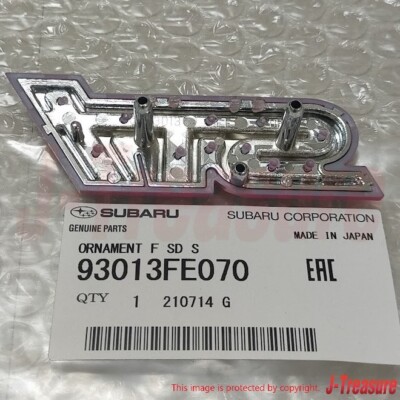 SUBARU
SUBARU CORPORATION
GENUINE PARTS
MADE IN JAPAN
ORNAMENT F SD S
93013FE070
EAC
QTY 1 210714 G
This image is protected by copyright.
J-Treasure